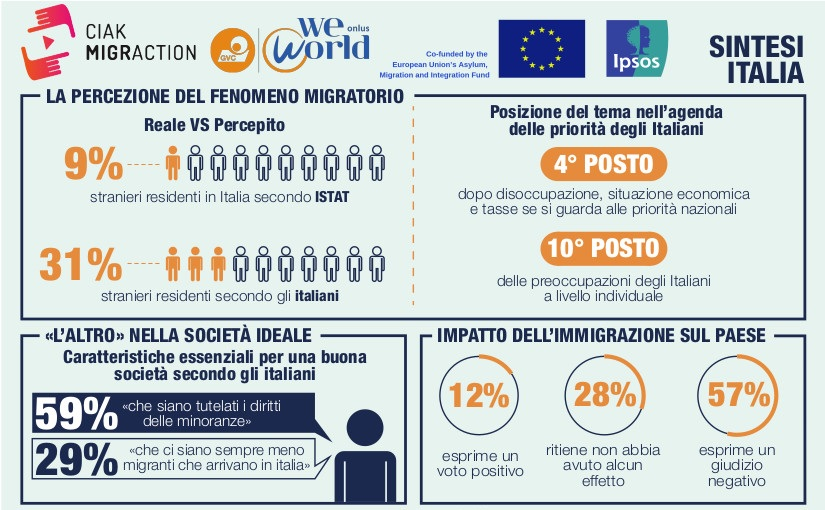 CIAK
MIGRACTION
GVC
We
onlus
World
Co-funded by the
European Union's Asylum,
Migration and Integration Fund
Ipsos
SINTESI
ITALIA
LA PERCEZIONE DEL FENOMENO MIGRATORIO
Reale VS Percepito
9%
stranieri residenti in Italia secondo ISTAT
31%
stranieri residenti secondo gli italiani
Posizione del tema nell'agenda
delle priorità degli Italiani
4° POSTO
dopo disoccupazione, situazione economica
e tasse se si guarda alle priorità nazionali
10° POSTO
delle preoccupazioni degli Italiani
a livello individuale
«L'ALTRO» NELLA SOCIETÀ IDEALE
Caratteristiche essenziali per una buona
società secondo gli italiani
59%
«che siano tutelati i diritti
delle minoranze»
29%
«che ci siano sempre meno
migranti che arrivano in italia»
IMPATTO DELL'IMMIGRAZIONE SUL PAESE
12%
esprime un
voto positivo
28%
ritiene non abbia
avuto alcun
effetto
57%
esprime un
giudizio
negativo